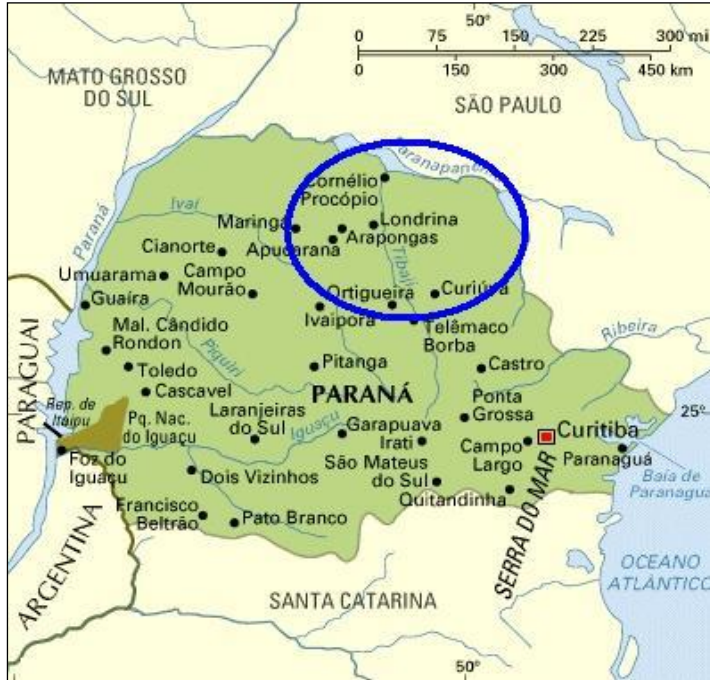 50°
0 75 150 225 300 mi
0 150 300 450 km
MATO GROSSO
DO SUL
SÃO PAULO
Cornélio
Procópio
Ivaí
Maringá
Londrina
Arapongas
Apucarana
Paraná
Cianorte
Tibaji
Umuarama
Campo
Mourão
Guaíra
Ortigueira
Curiúva
Ivaipora
Telêmaco
Borba
Ribeira
Mal. Cândido
Rondon
PARAGUAI
Piquiri
Pitanga
Castro
Toledo
Cascavel
PARANÁ
Rep. de
Itaipu
Pq. Nac.
do Iguaçu
Laranjeiras
do Sul
Iguaçu
Garapuava
Ponta
Grossa
25°
Irati
Campo
Largo
Curitiba
Paranaguá
Foz do
Iguaçu
Dois Vizinhos
São Mateus
do Sul
Quitandinha
Baía de
Paranaguá
Francisco
Beltrão
Pato Branco
SERRA DO MAR
ARGENTINA
SANTA CATARINA
OCEANO
ATLÂNTICO
50°